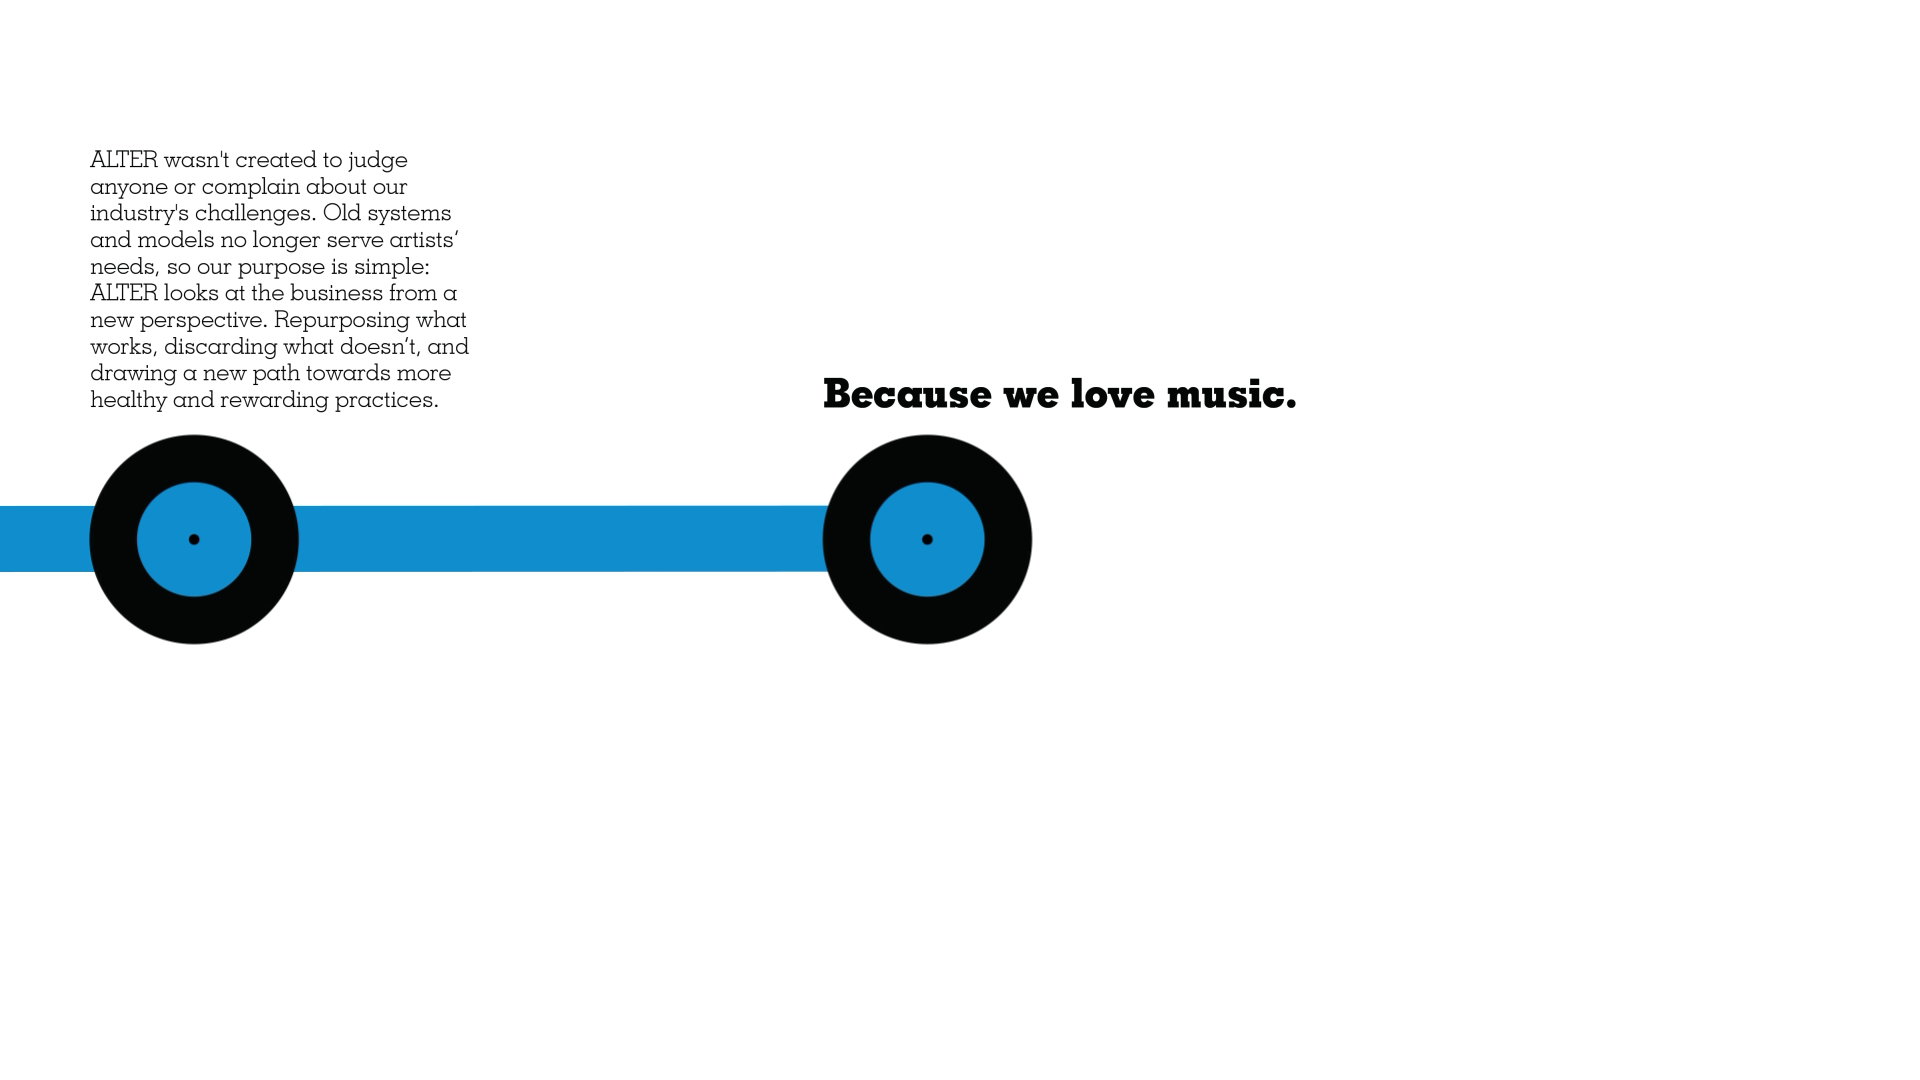 ALTER wasn't created to judge
anyone or complain about our
industry's challenges. Old systems
and models no longer serve artists’
needs, so our purpose is simple:
ALTER looks at the business from a
new perspective. Repurposing what
works, discarding what doesn’t, and
drawing a new path towards more
healthy and rewarding practices.
Because we love music.